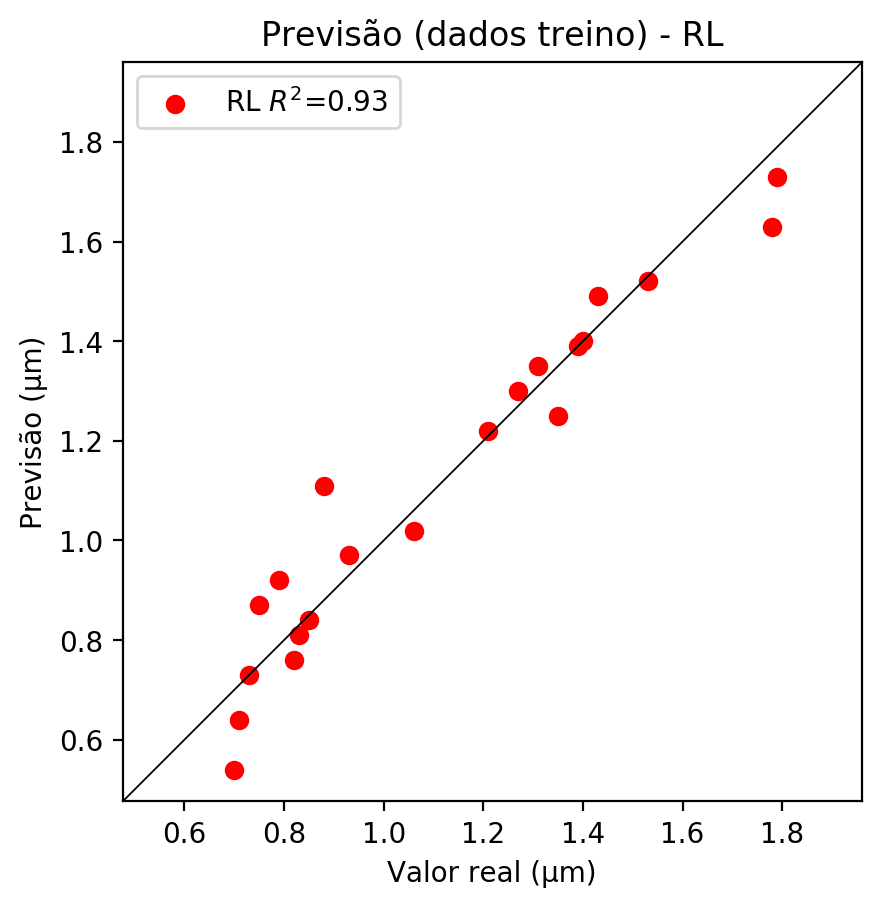 Previsão (dados treino) - RL
RL R²=0.93
1.8
1.6
1.4
1.2
1.0
0.8
0.6
Previsão (µm)
0.6 0.8 1.0 1.2 1.4 1.6 1.8
Valor real (µm)